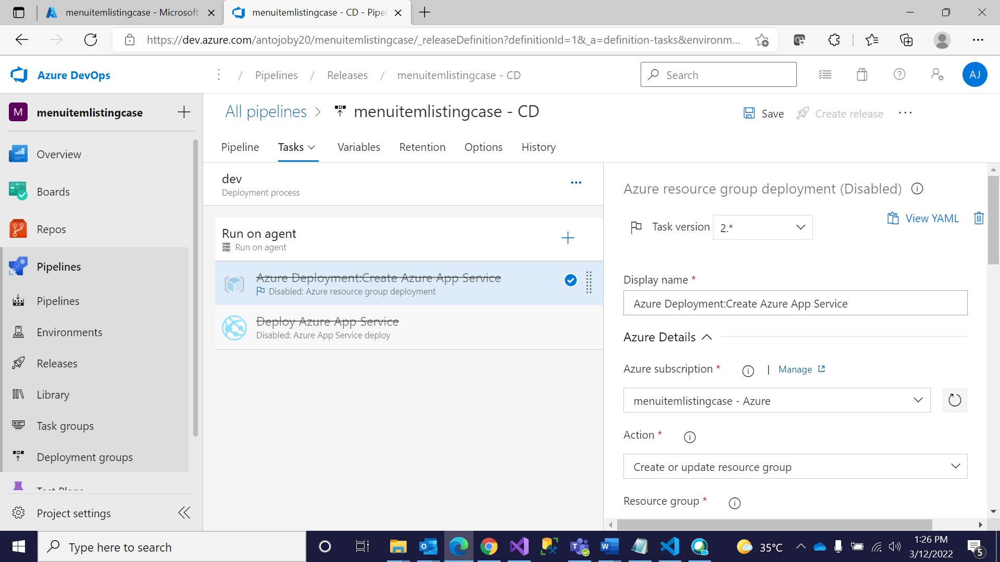 menuitemlistingcase - Microsoft
menuitemlistingcase - CD - Pipel
https://dev.azure.com/antojoby20/menuitemlistingcase/_releaseDefinition?definitionId=1&_a=definition-tasks&environm...
Azure DevOps
/ Pipelines / Releases / menuitemlistingcase - CD
Search
AJ
M menuitemlistingcase
All pipelines > menuitemlistingcase - CD
Save
Create release
Overview
Boards
Repos
Pipelines
Pipelines
Environments
Releases
Library
Task groups
Deployment groups
Test Plans
Project settings
Pipeline
Tasks
Variables
Retention
Options
History
dev
Deployment process
Run on agent
Run on agent
Azure Deployment:Create Azure App Service
Disabled: Azure resource group deployment
Deploy Azure App Service
Disabled: Azure App Service deploy
Azure resource group deployment (Disabled)
View YAML
Task version 2.*
Display name *
Azure Deployment:Create Azure App Service
Azure Details
Azure subscription * | Manage
menuitemlistingcase - Azure
Action *
Create or update resource group
Resource group *
Type here to search
35°C
1:26 PM
3/12/2022
5